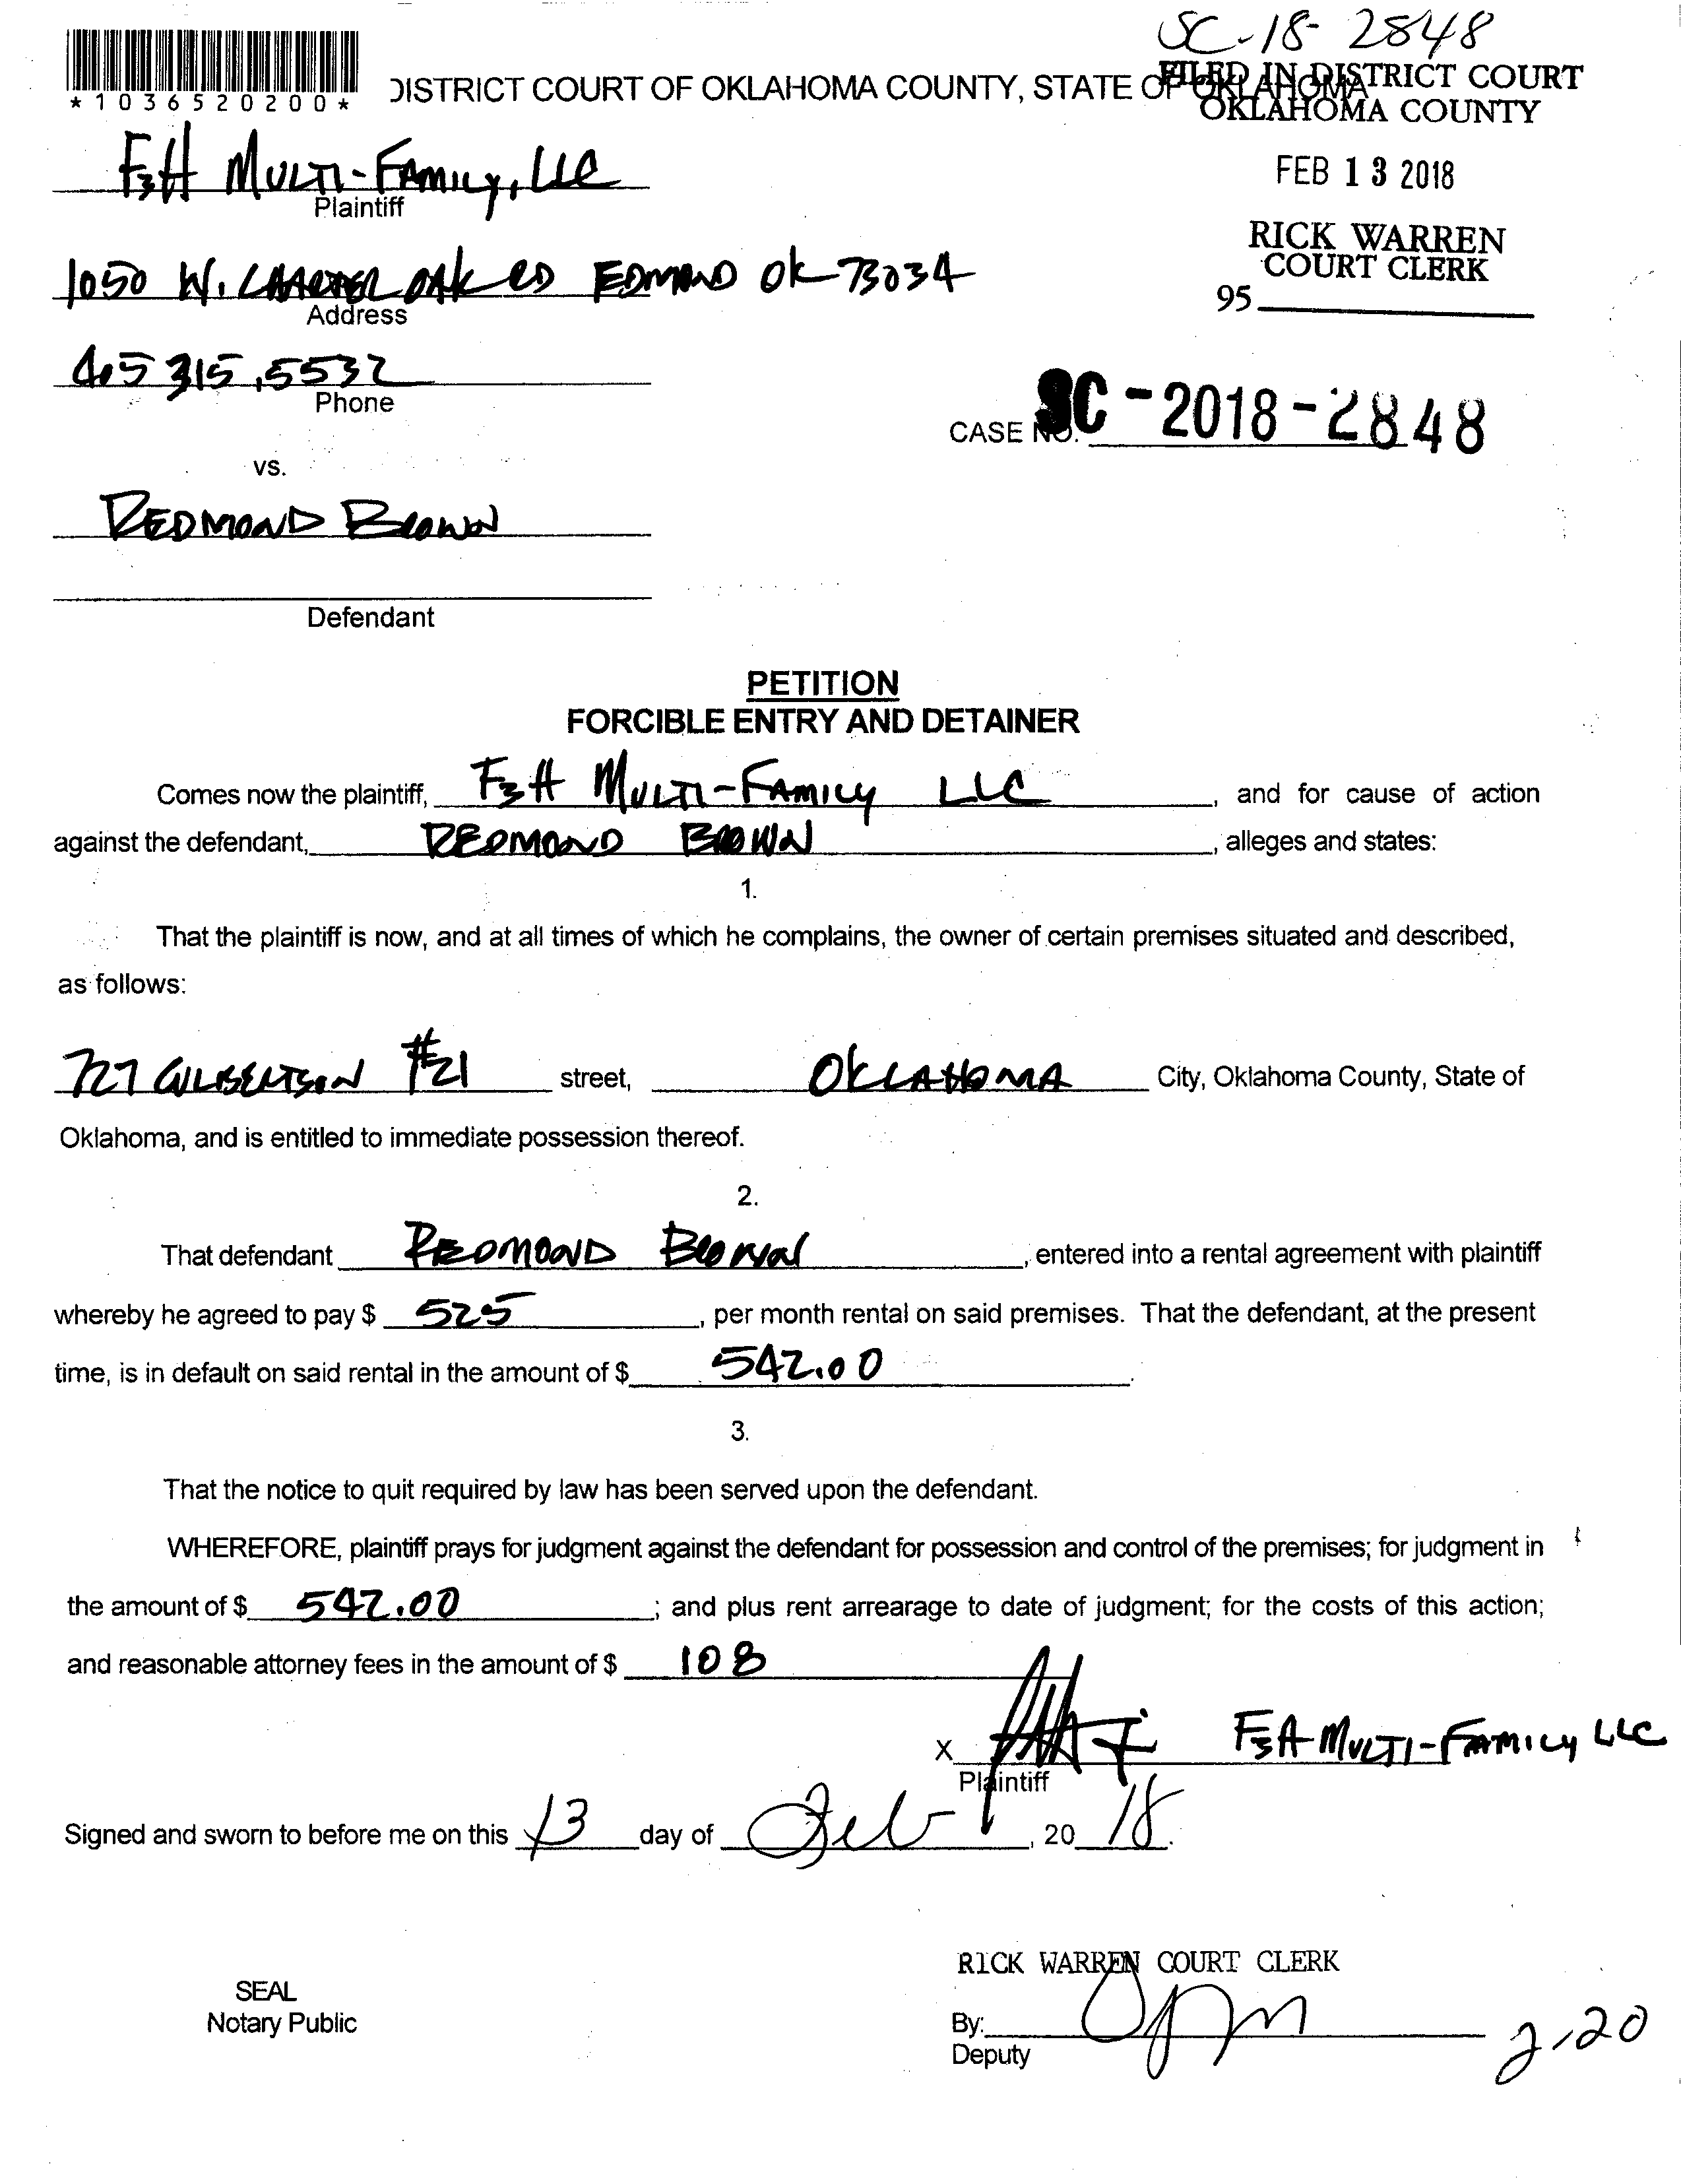 SC-18-2848
*1036520200*
DISTRICT COURT OF OKLAHOMA COUNTY, STATE OF OKLAHOMA
FILED IN DISTRICT COURT
OKLAHOMA COUNTY
FEB 13 2018
RICK WARREN
COURT CLERK
95
F3H MULTI-FAMILY, LLC
Plaintiff
1050 W. CHARTER OAK RD EDMOND OK 73034
Address
405 315.5532
Phone
CASE NO. SC-2018-2848
vs.
REDMOND BROWN
Defendant
PETITION
FORCIBLE ENTRY AND DETAINER
Comes now the plaintiff, F3H MULTI-FAMILY LLC, and for cause of action
against the defendant, REDMOND BROWN, alleges and states:
1.
That the plaintiff is now, and at all times of which he complains, the owner of certain premises situated and described,
as follows:
727 GILBERTSON #21 street, OKLAHOMA City, Oklahoma County, State of
Oklahoma, and is entitled to immediate possession thereof.
2.
That defendant REDMOND BROWN, entered into a rental agreement with plaintiff
whereby he agreed to pay $ 525, per month rental on said premises. That the defendant, at the present
time, is in default on said rental in the amount of $ 542.00.
3.
That the notice to quit required by law has been served upon the defendant.
WHEREFORE, plaintiff prays for judgment against the defendant for possession and control of the premises; for judgment in
the amount of $ 542.00; and plus rent arrearage to date of judgment; for the costs of this action;
and reasonable attorney fees in the amount of $ 108
X F3H MULTI-FAMILY LLC
Plaintiff
Signed and sworn to before me on this 13 day of Feb, 20 18.
RICK WARREN COURT CLERK
SEAL
Notary Public
By:
Deputy
2.20